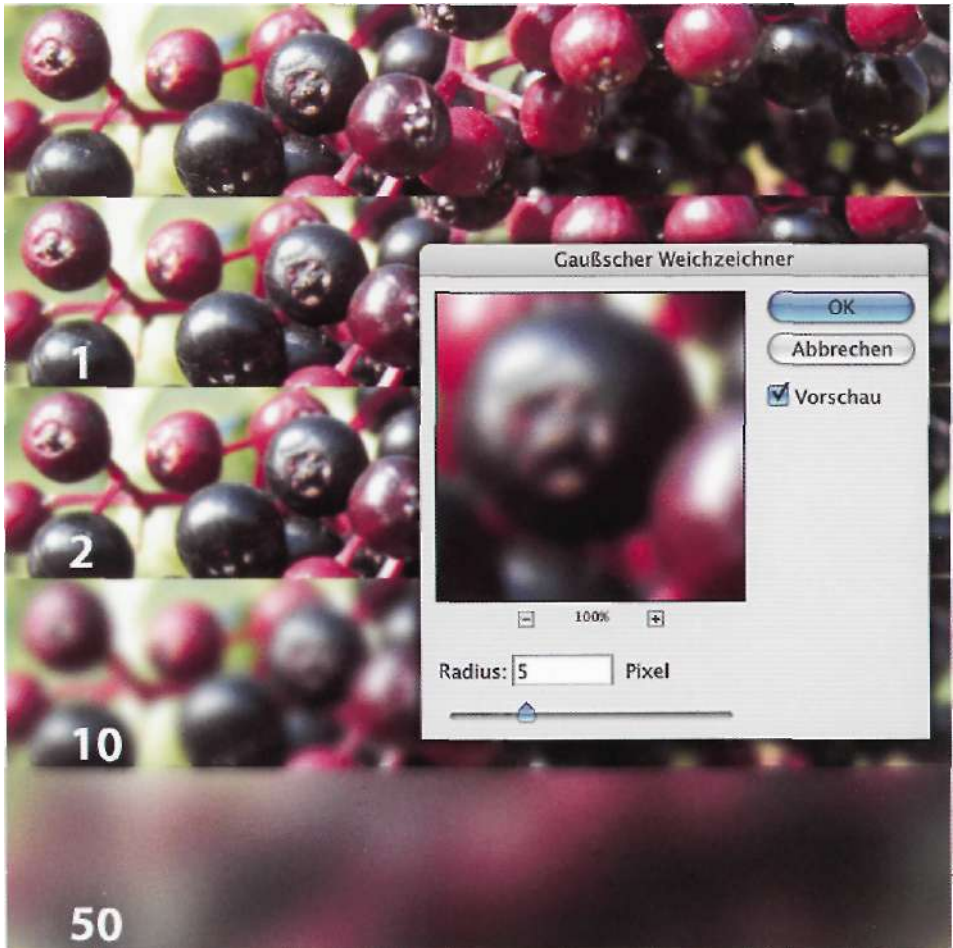 1
2
10
50
Gaußscher Weichzeichner
OK
Abbrechen
Vorschau
100%
Radius: 5 Pixel